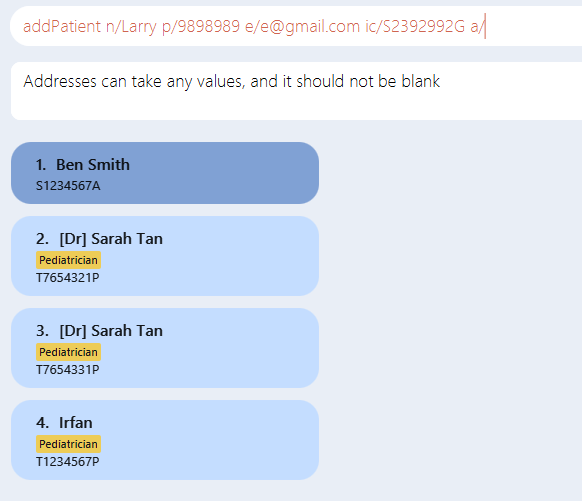 addPatient n/Larry p/9898989 e/e@gmail.com ic/S2392992G a/
Addresses can take any values, and it should not be blank
1. Ben Smith
S1234567A
2. [Dr] Sarah Tan
Pediatrician
T7654321P
3. [Dr] Sarah Tan
Pediatrician
T7654331P
4. Irfan
Pediatrician
T1234567P